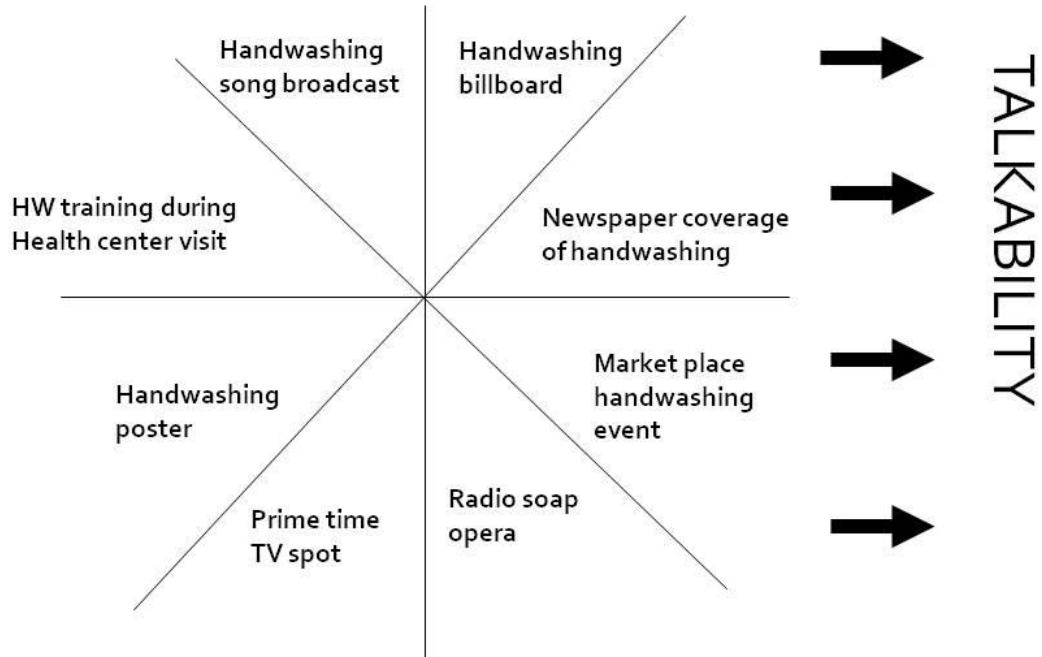 Handwashing
song broadcast
Handwashing
billboard
HW training during
Health center visit
Newspaper coverage
of handwashing
Handwashing
poster
Market place
handwashing
event
Prime time
TV spot
Radio soap
opera
TALKABILITY